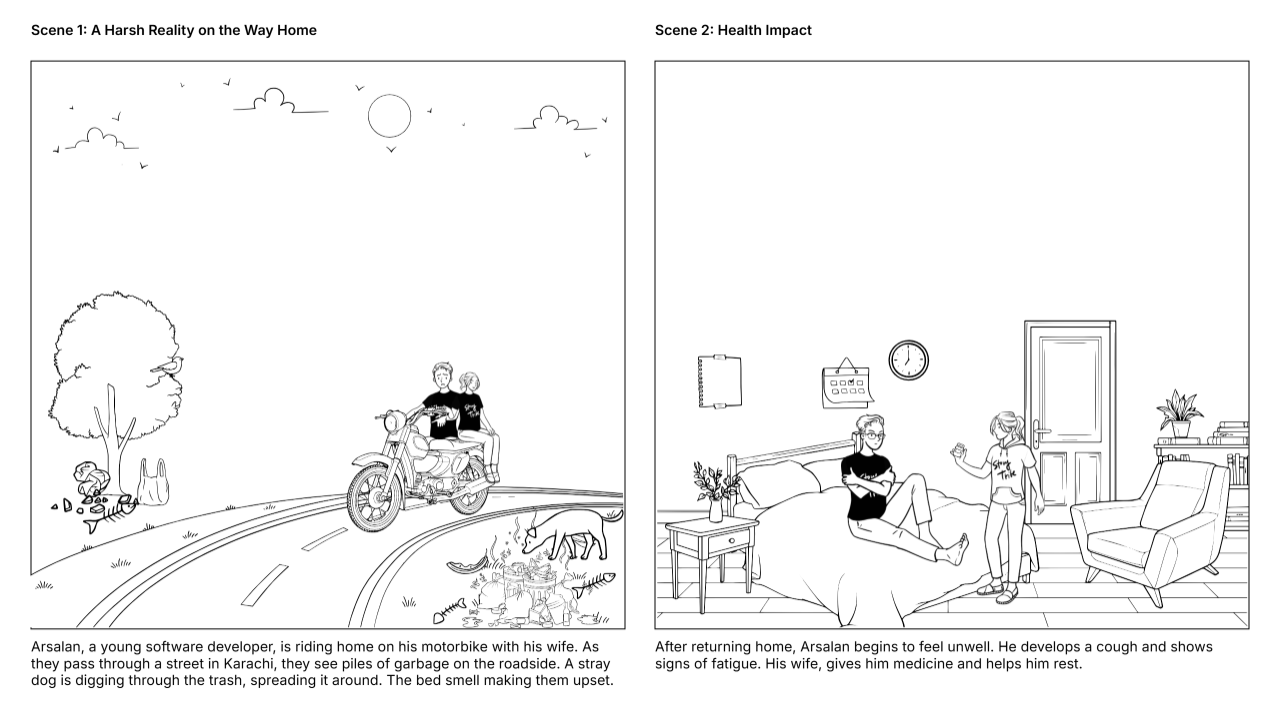 Scene 1: A Harsh Reality on the Way Home
Arsalan, a young software developer, is riding home on his motorbike with his wife. As
they pass through a street in Karachi, they see piles of garbage on the roadside. A stray
dog is digging through the trash, spreading it around. The bed smell making them upset.
Scene 2: Health Impact
Stay
True
After returning home, Arsalan begins to feel unwell. He develops a cough and shows
signs of fatigue. His wife, gives him medicine and helps him rest.